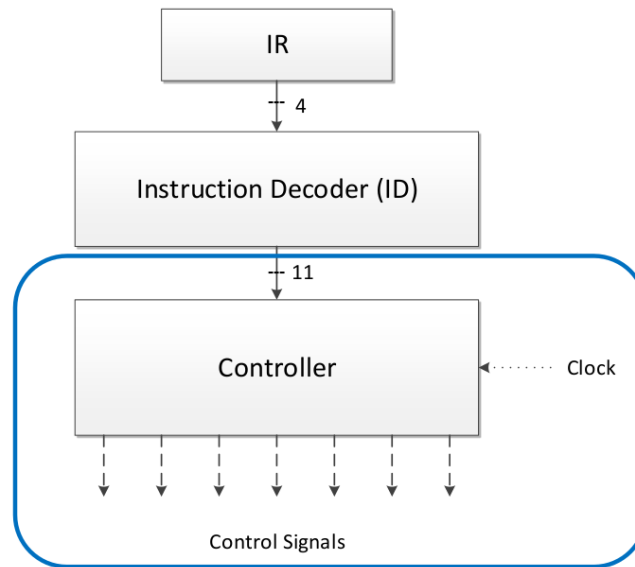 IR
4
Instruction Decoder (ID)
11
Controller
Clock
Control Signals